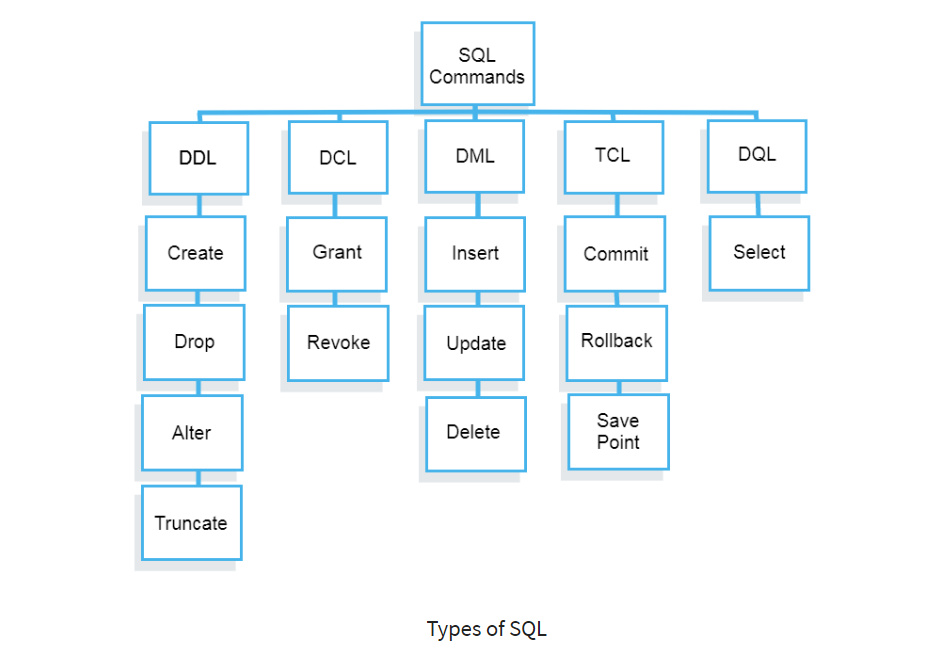 SQL
Commands
DDL
DCL
DML
TCL
DQL
Create
Grant
Insert
Commit
Select
Drop
Revoke
Update
Rollback
Alter
Delete
Save
Point
Truncate
Types of SQL